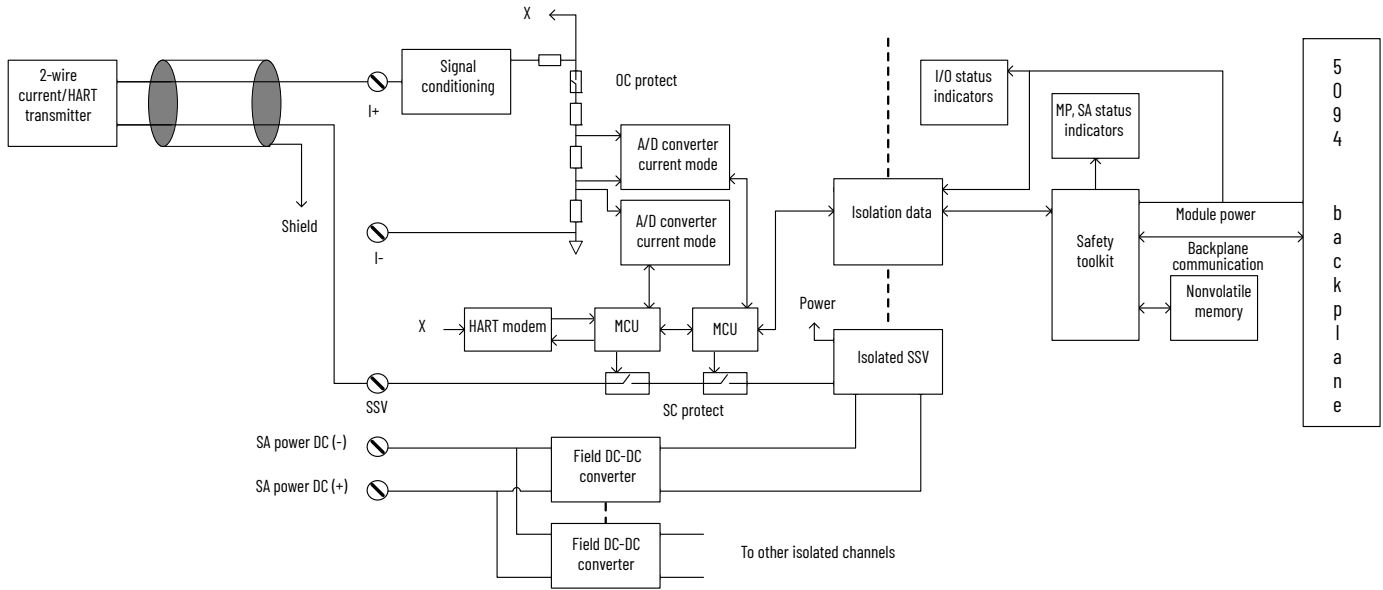 X
2-wire
current/HART
transmitter
Signal
conditioning
OC protect
I+
A/D converter
current mode
A/D converter
current mode
Shield
I-
I/O status
indicators
MP, SA status
indicators
Isolation data
Safety
toolkit
Module power
Backplane
communication
Nonvolatile
memory
5
0
9
4
b
a
c
k
p
l
a
n
e
X
HART modem
MCU
MCU
Power
Isolated SSV
SSV
SC protect
SA power DC (-)
SA power DC (+)
Field DC-DC
converter
Field DC-DC
converter
To other isolated channels